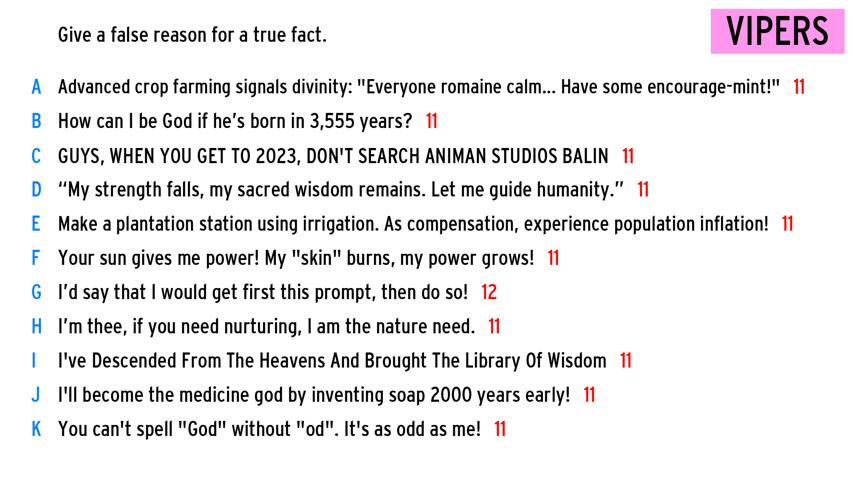 Give a false reason for a true fact.
VIPERS
A Advanced crop farming signals divinity: "Everyone romaine calm... Have some encourage-mint!" 11
B How can I be God if he’s born in 3,555 years? 11
C GUYS, WHEN YOU GET TO 2023, DON'T SEARCH ANIMAN STUDIOS BALIN 11
D “My strength falls, my sacred wisdom remains. Let me guide humanity.” 11
E Make a plantation station using irrigation. As compensation, experience population inflation! 11
F Your sun gives me power! My "skin" burns, my power grows! 11
G I’d say that I would get first this prompt, then do so! 12
H I’m thee, if you need nurturing, I am the nature need. 11
I I've Descended From The Heavens And Brought The Library Of Wisdom 11
J I'll become the medicine god by inventing soap 2000 years early! 11
K You can't spell "God" without "od". It's as odd as me! 11